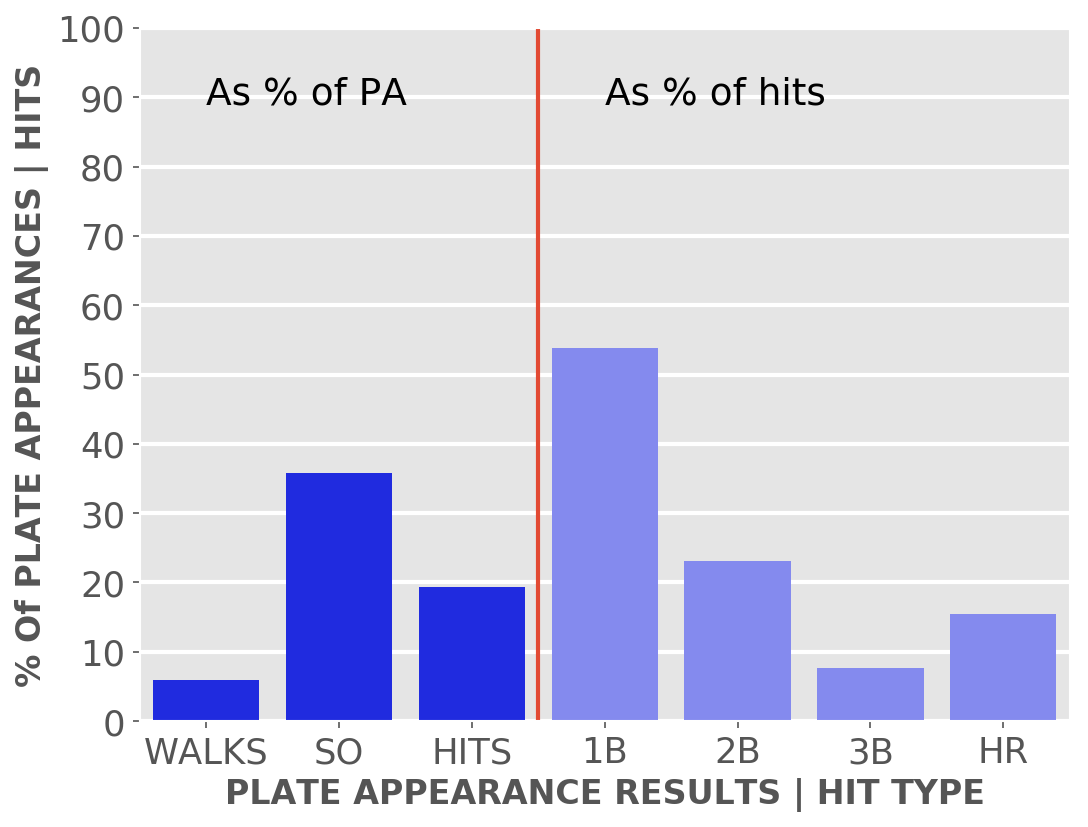 % Of PLATE APPEARANCES | HITS
100
90
80
70
60
50
40
30
20
10
0
As % of PA
As % of hits
WALKS SO HITS 1B 2B 3B HR
PLATE APPEARANCE RESULTS | HIT TYPE